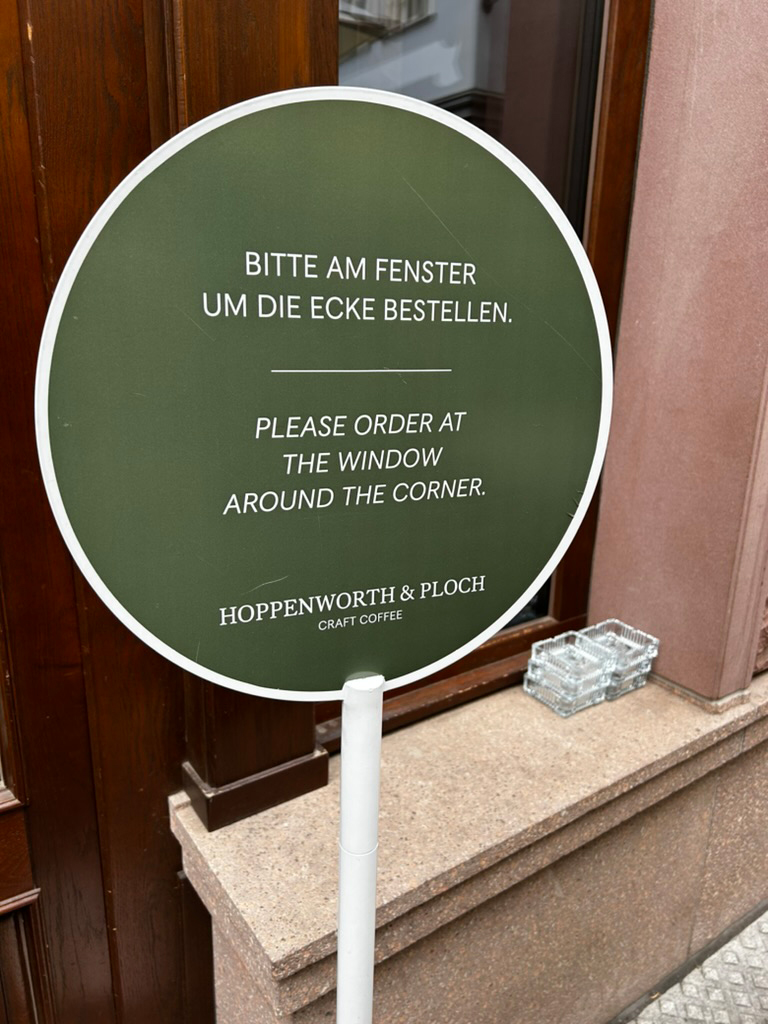 BITTE AM FENSTER
UM DIE ECKE BESTELLEN.
PLEASE ORDER AT
THE WINDOW
AROUND THE CORNER.
HOPPENWORTH & PLOCH
CRAFT COFFEE